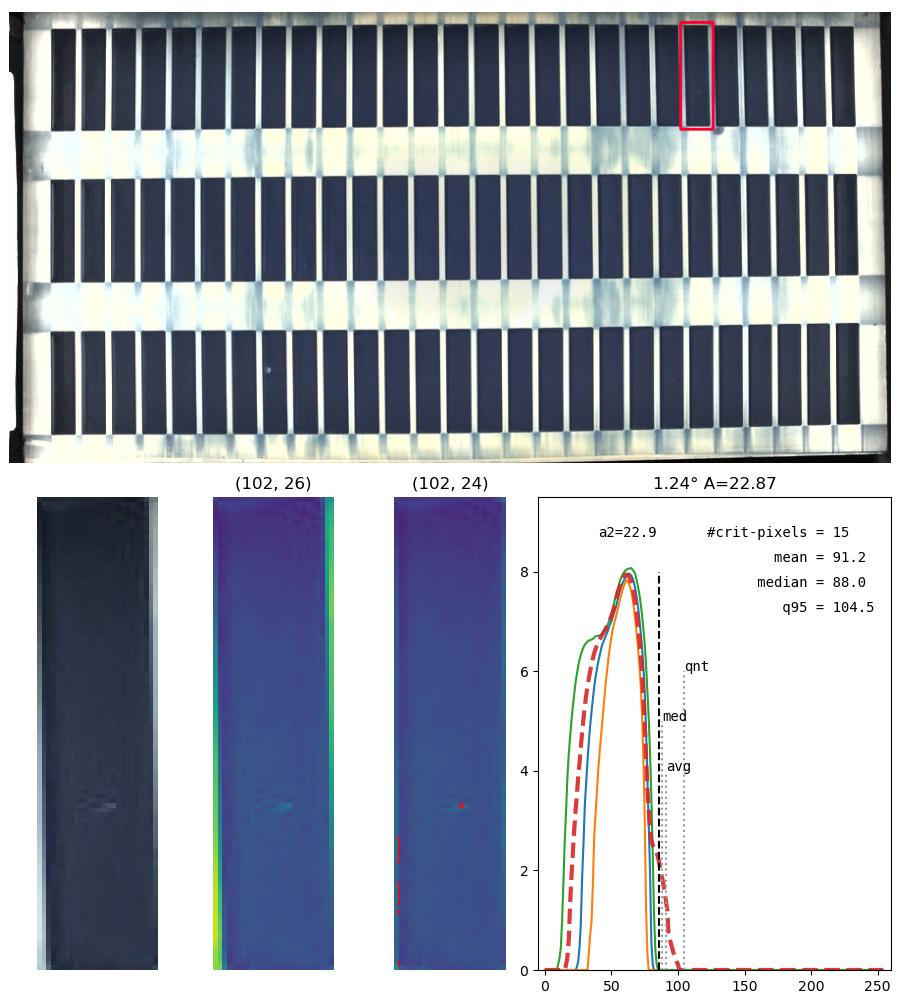 (102, 26)
(102, 24)
1.24° A=22.87
a2=22.9
#crit-pixels = 15
mean = 91.2
median = 88.0
q95 = 104.5
qnt
med
avg
8
6
4
2
0
0 50 100 150 200 250